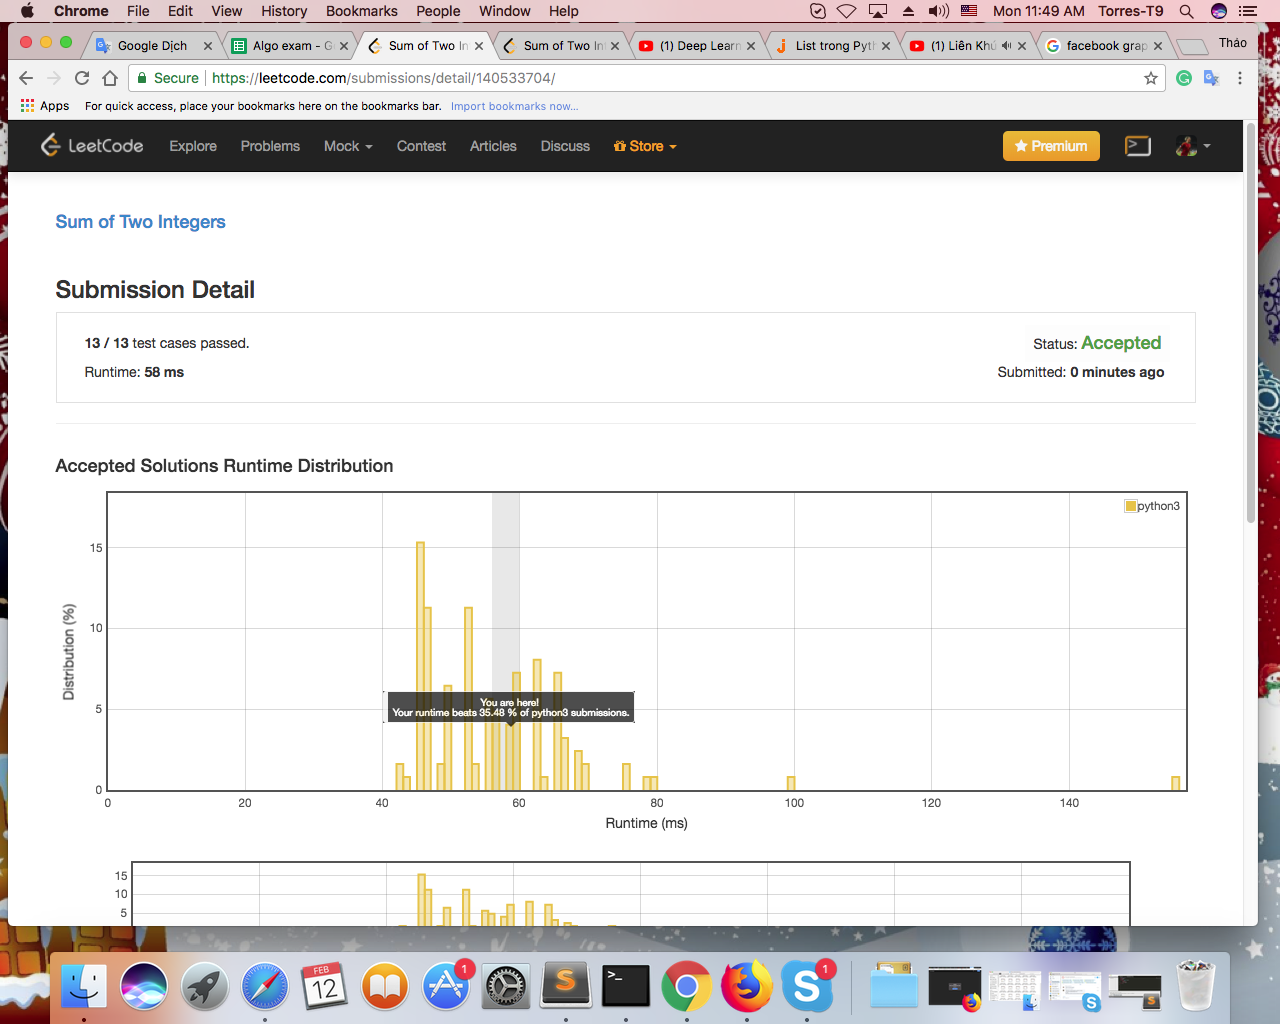 Chrome File Edit View History Bookmarks People Window Help Mon 11:49 AM Torres-T9
Google Dịch Algo exam - G Sum of Two In Sum of Two Int (1) Deep Learn List trong Pyth (1) Liên Khú facebook grap Thảo
Secure https://leetcode.com/submissions/detail/140533704/
Apps For quick access, place your bookmarks here on the bookmarks bar. Import bookmarks now...
LeetCode Explore Problems Mock Contest Articles Discuss Store Premium
Sum of Two Integers
Submission Detail
13 / 13 test cases passed. Status: Accepted
Runtime: 58 ms Submitted: 0 minutes ago
Accepted Solutions Runtime Distribution
python3
15
10
5
0
Distribution (%)
You are here!
Your runtime beats 35.48 % of python3 submissions.
0 20 40 60 80 100 120 140
Runtime (ms)
15
10
5
FEB
12
1
1